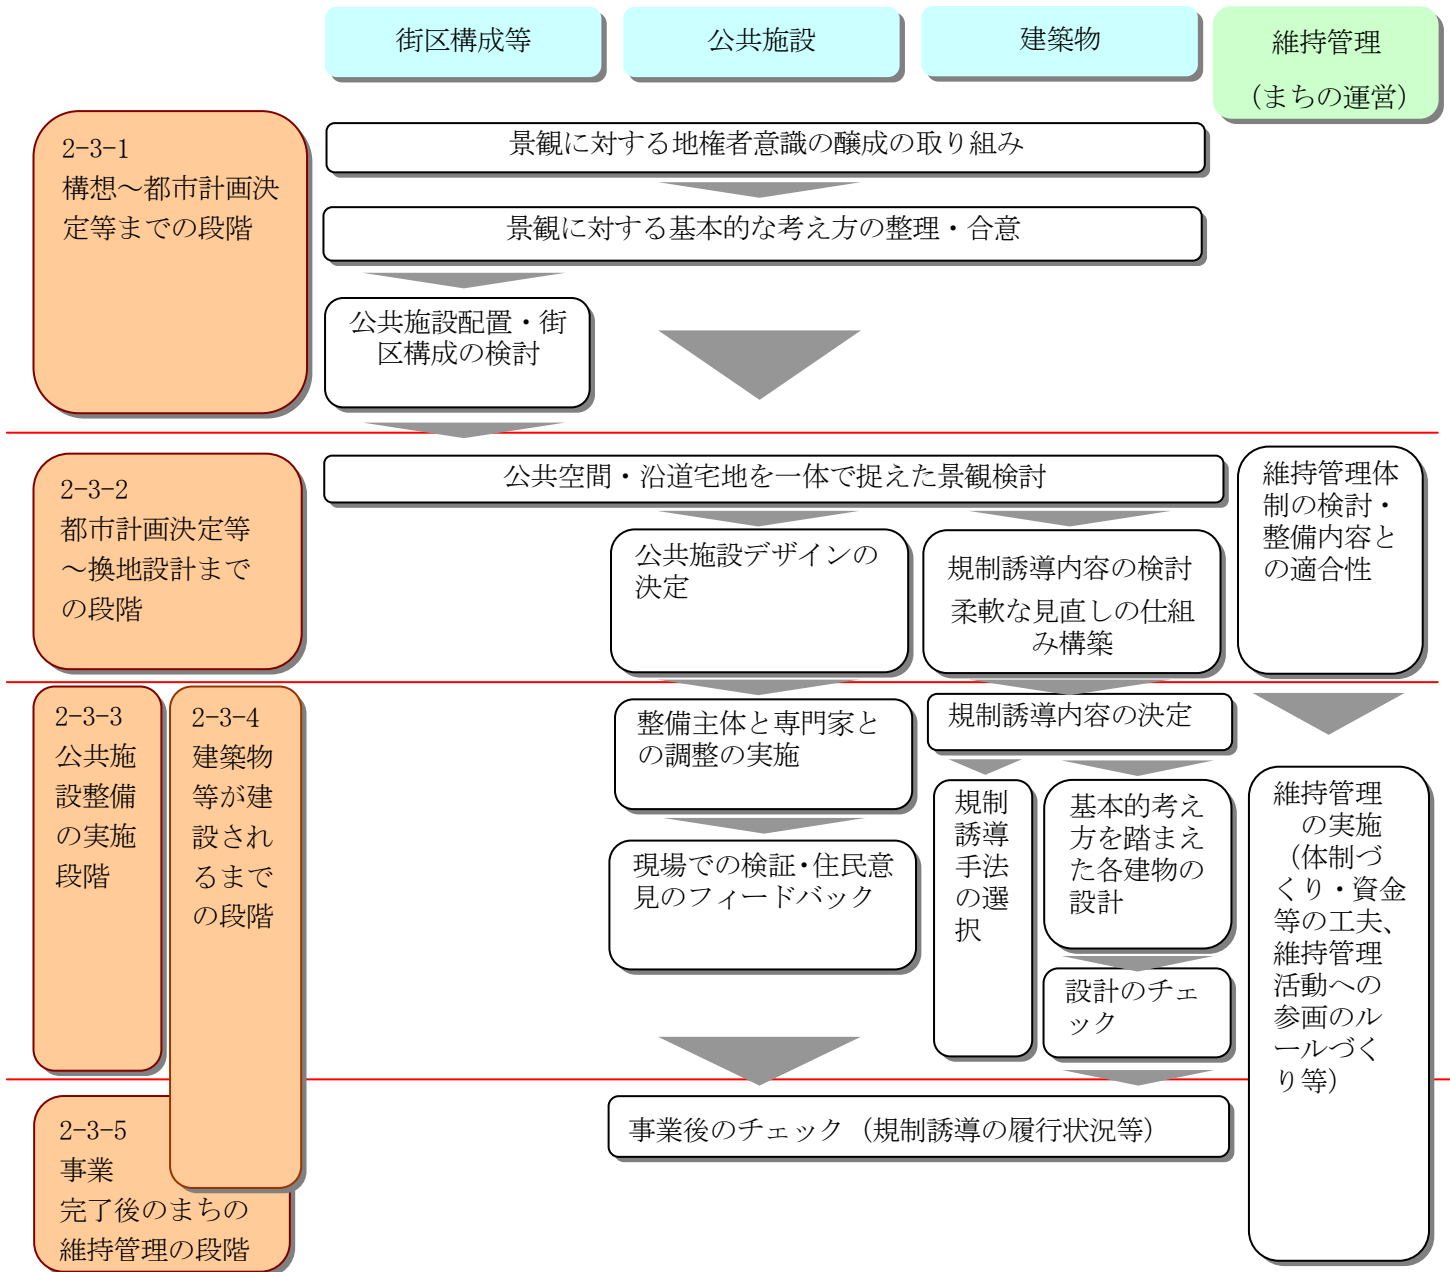 街区構成等
公共施設
建築物
維持管理
(まちの運営)
2-3-1
構想～都市計画決
定等までの段階
景観に対する地権者意識の醸成の取り組み
景観に対する基本的な考え方の整理・合意
公共施設配置・街
区構成の検討
2-3-2
都市計画決定等
～換地設計まで
の段階
公共空間・沿道宅地を一体で捉えた景観検討
公共施設デザインの
決定
規制誘導内容の検討
柔軟な見直しの仕組
み構築
維持管理体
制の検討・
整備内容と
の適合性
2-3-3
公共施
設整備
の実施
段階
2-3-4
建築物
等が建
設され
るまで
の段階
整備主体と専門家と
の調整の実施
現場での検証・住民意
見のフィードバック
規制誘導内容の決定
規制
誘導
手法
の選
択
基本的考え
方を踏まえ
た各建物の
設計
設計のチェ
ック
維持管理
の実施
(体制づ
くり・資金
等の工夫、
維持管理
活動への
参画のル
ールづく
り等)
2-3-5
事業
完了後のまちの
維持管理の段階
事業後のチェック（規制誘導の履行状況等）